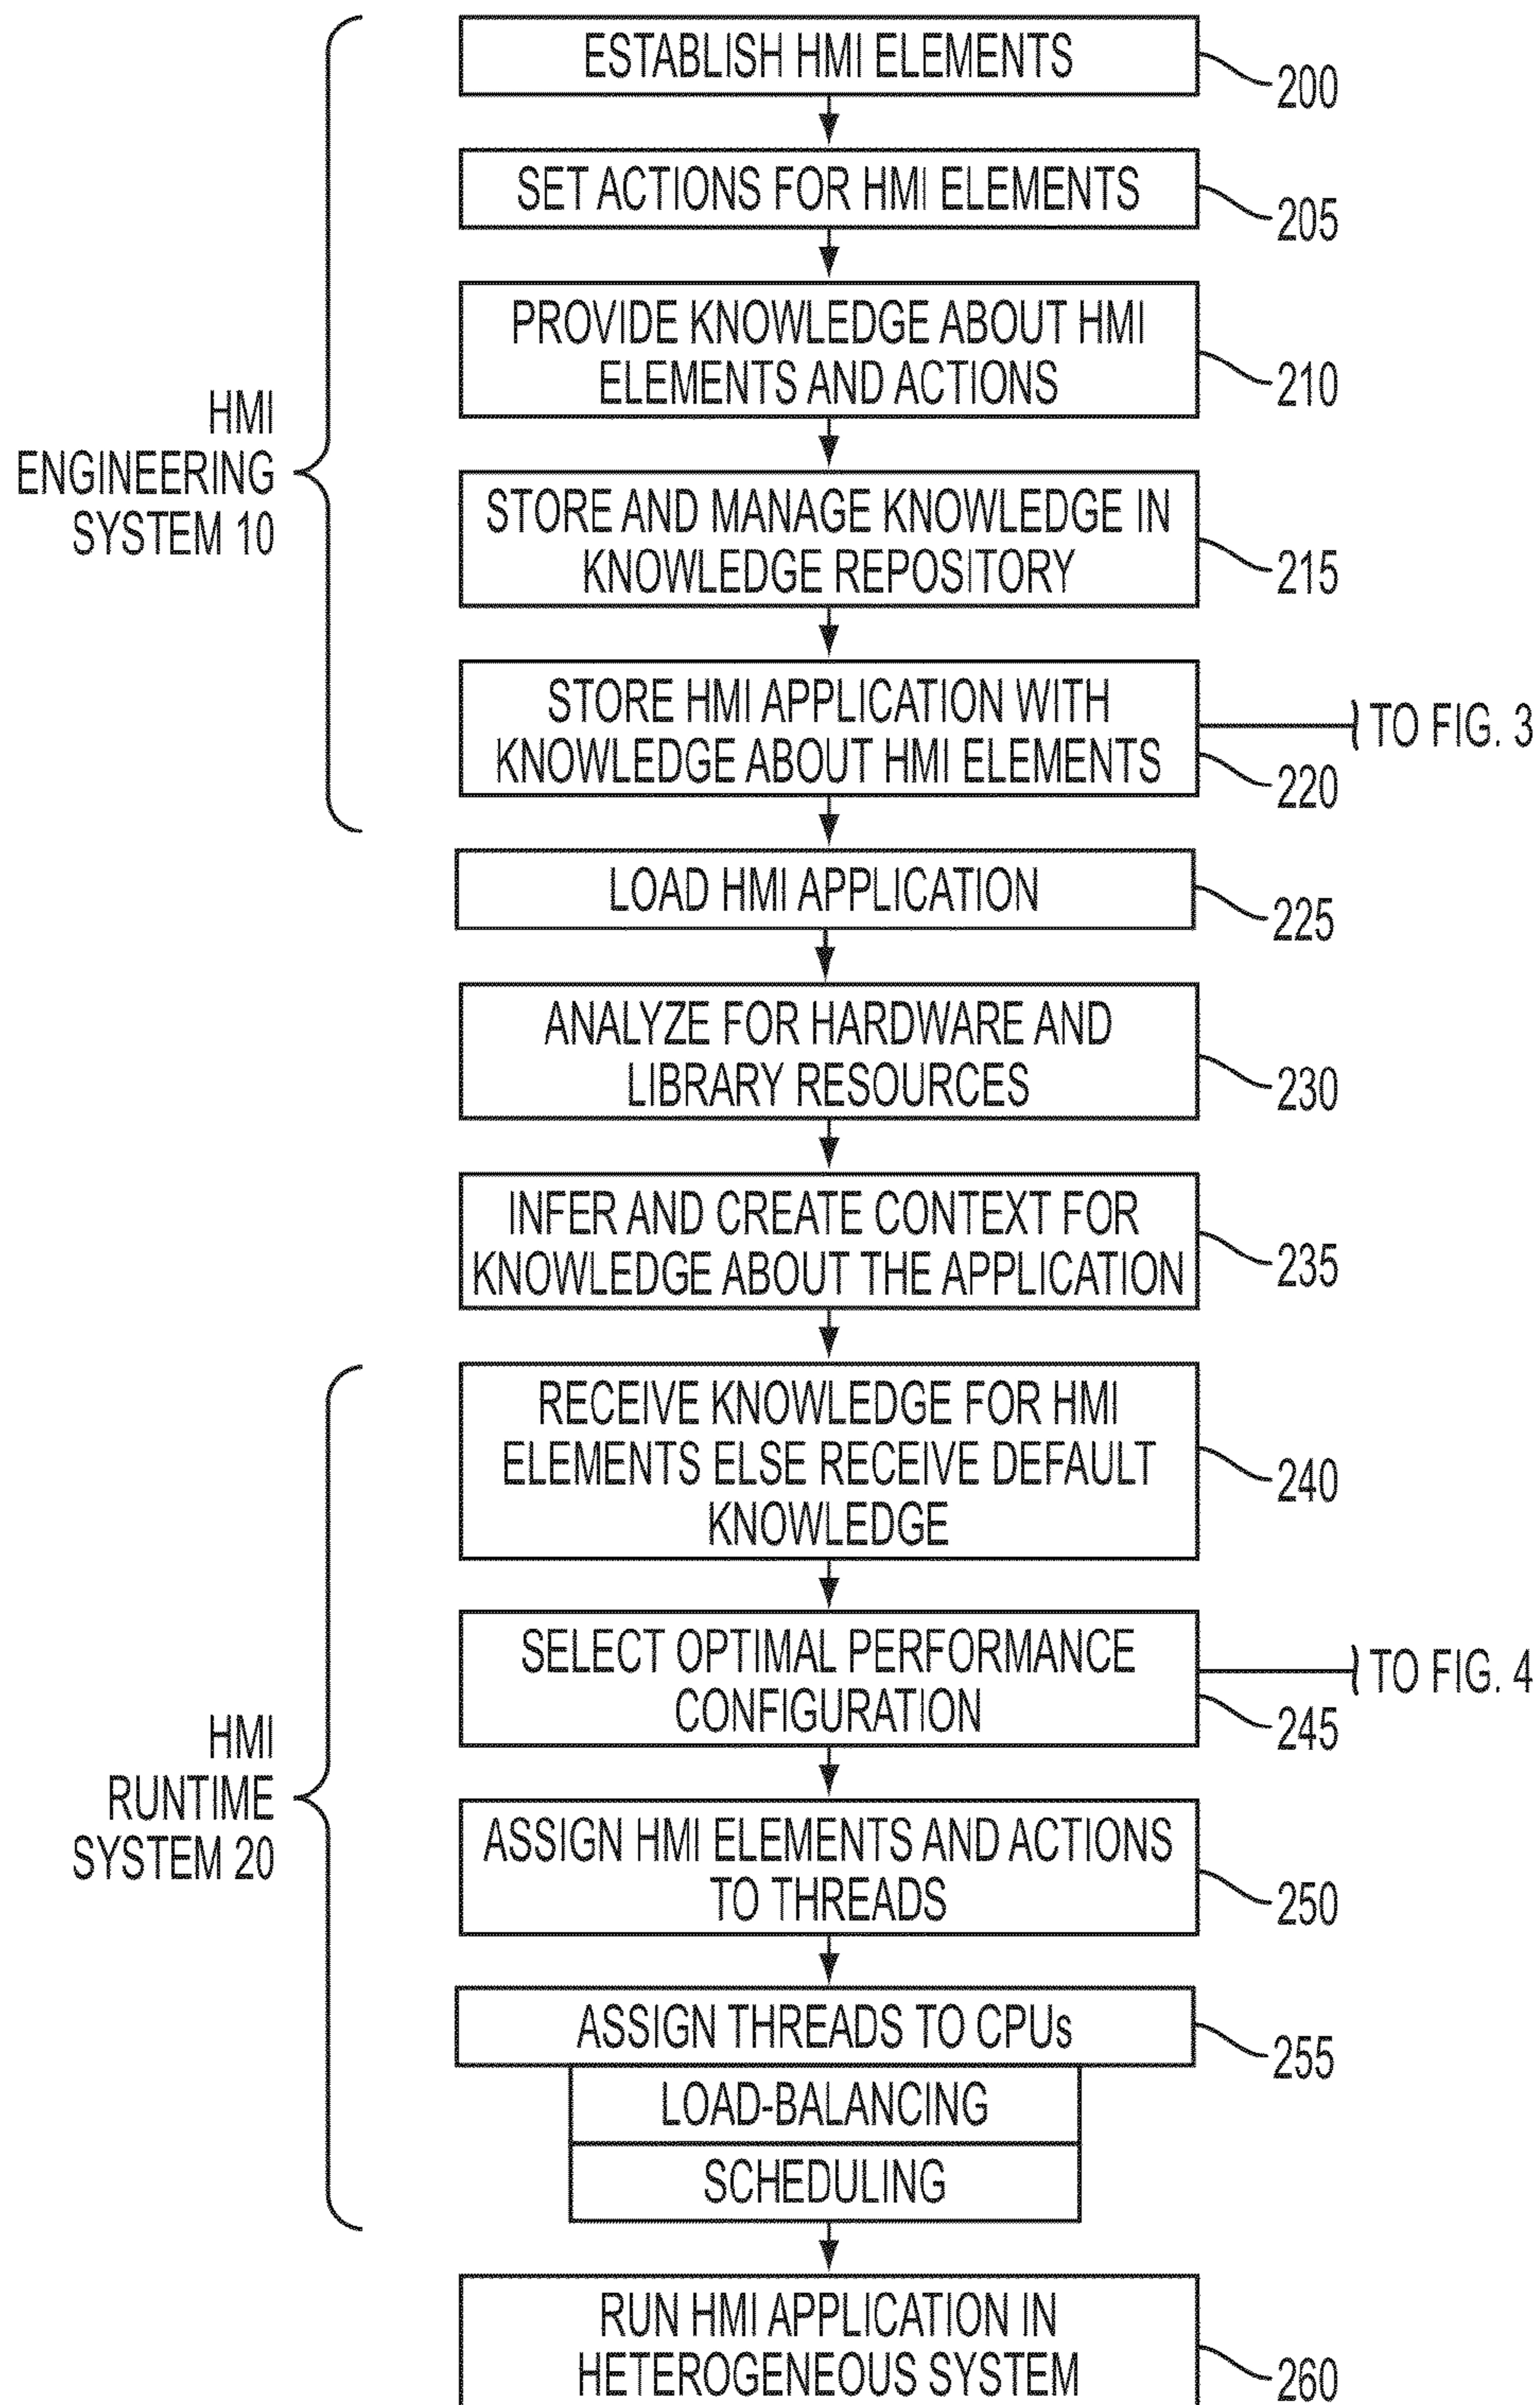 ESTABLISH HMI ELEMENTS
200
SET ACTIONS FOR HMI ELEMENTS
205
PROVIDE KNOWLEDGE ABOUT HMI
ELEMENTS AND ACTIONS
210
HMI
ENGINEERING
SYSTEM 10
STORE AND MANAGE KNOWLEDGE IN
KNOWLEDGE REPOSITORY
215
STORE HMI APPLICATION WITH
KNOWLEDGE ABOUT HMI ELEMENTS
TO FIG. 3
220
LOAD HMI APPLICATION
225
ANALYZE FOR HARDWARE AND
LIBRARY RESOURCES
230
INFER AND CREATE CONTEXT FOR
KNOWLEDGE ABOUT THE APPLICATION
235
RECEIVE KNOWLEDGE FOR HMI
ELEMENTS ELSE RECEIVE DEFAULT
KNOWLEDGE
240
SELECT OPTIMAL PERFORMANCE
CONFIGURATION
TO FIG. 4
245
HMI
RUNTIME
SYSTEM 20
ASSIGN HMI ELEMENTS AND ACTIONS
TO THREADS
250
ASSIGN THREADS TO CPUs
255
LOAD-BALANCING
SCHEDULING
RUN HMI APPLICATION IN
HETEROGENEOUS SYSTEM
260